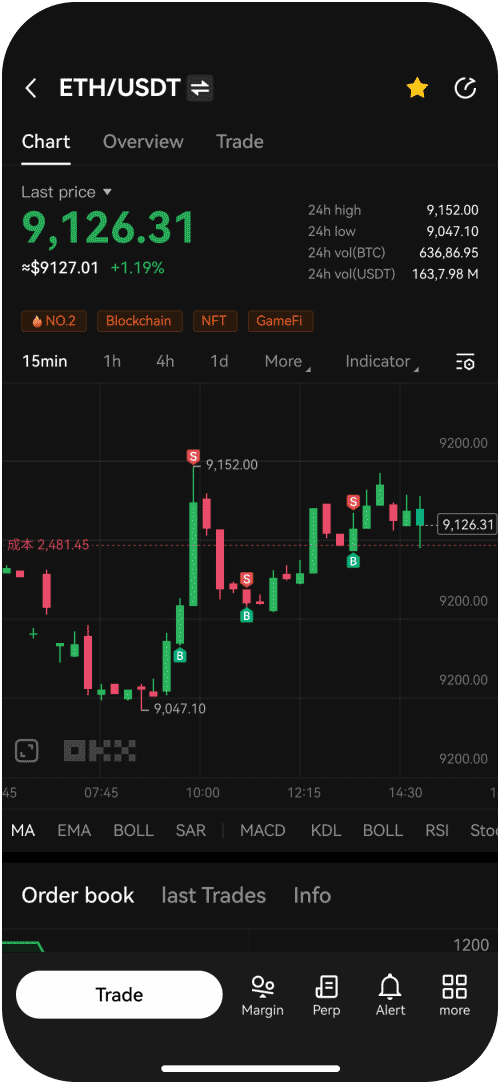 ETH/USDT
Chart Overview Trade
Last price
9,126.31
≈$9127.01 +1.19%
24h high 9,152.00
24h low 9,047.10
24h vol(BTC) 636,86.95
24h vol(USDT) 163,7.98 M
NO.2 Blockchain NFT GameFi
15min 1h 4h 1d More Indicator
9200.00
S
9,152.00
S
9,126.31
成本 2,481.45
B
S
9200.00
B
B
9200.00
9,047.10
OKX
9200.00
:45 07:45 10:00 12:15 14:30 1
MA EMA BOLL SAR MACD KDL BOLL RSI Stoc
Order book last Trades Info
1200
Trade
Margin Perp Alert more